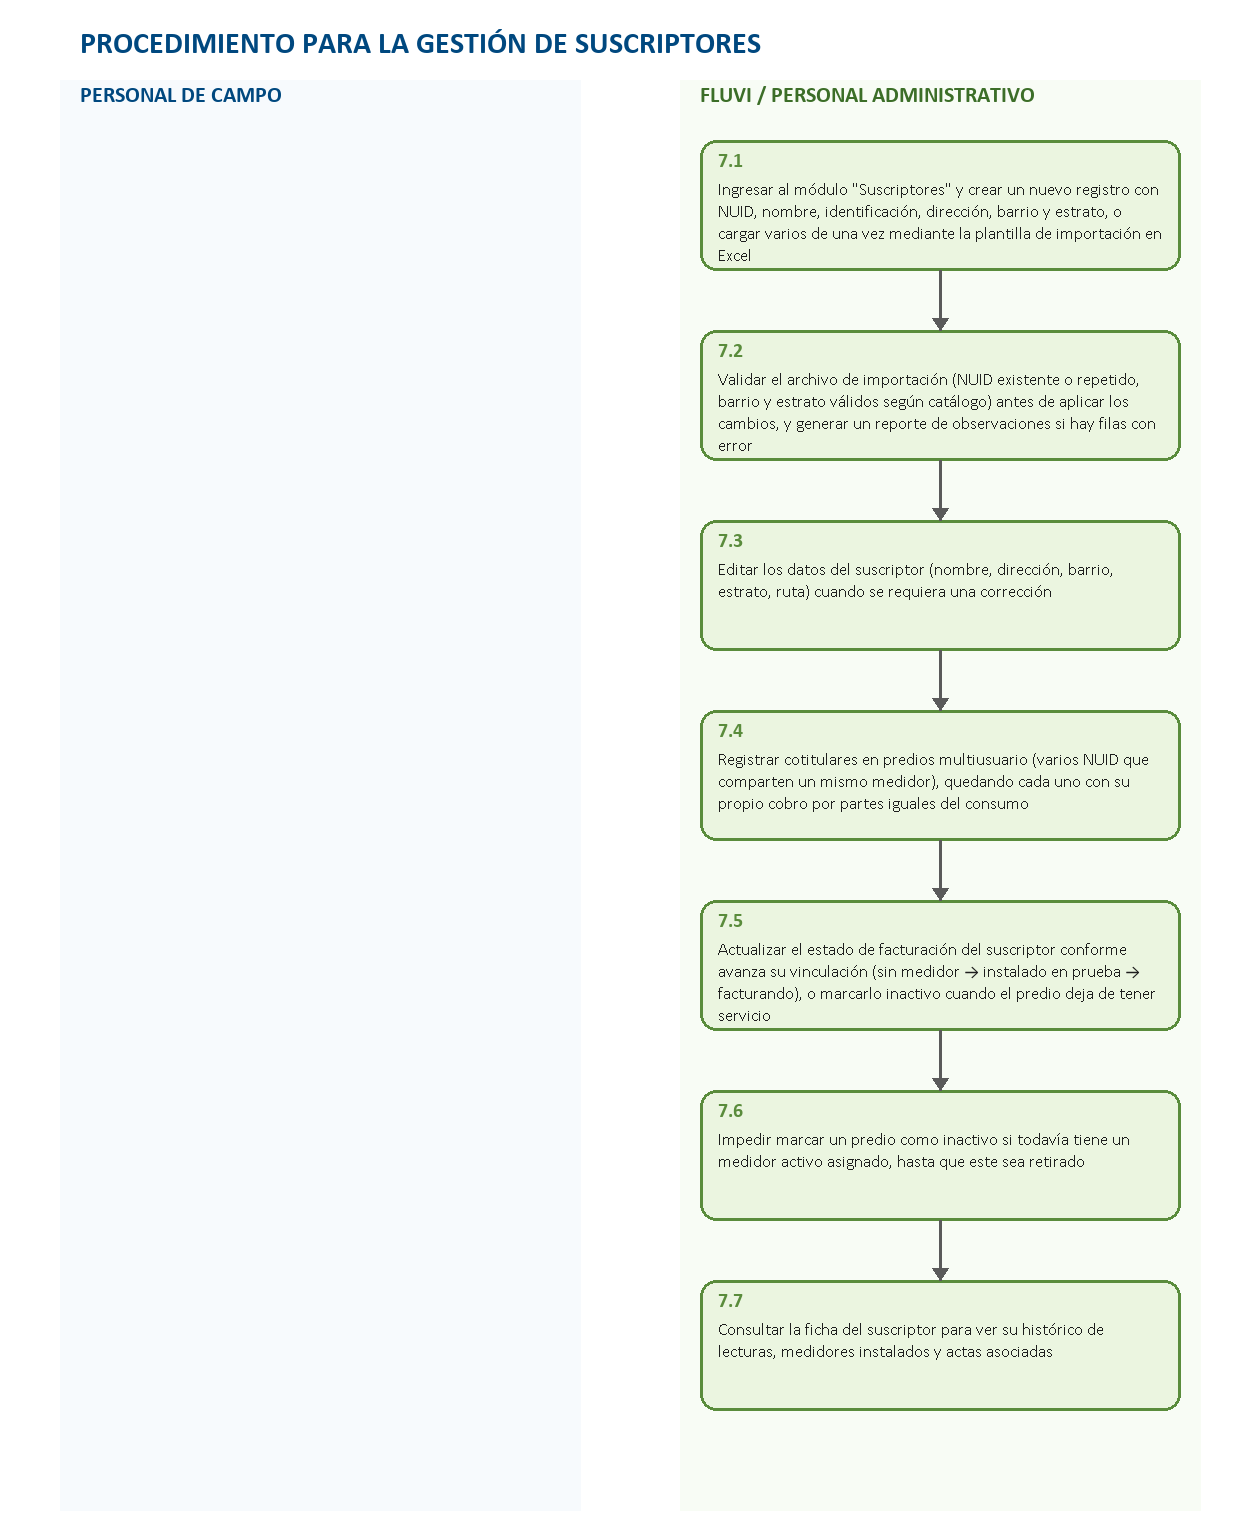 PROCEDIMIENTO PARA LA GESTIÓN DE SUSCRIPTORES
PERSONAL DE CAMPO
FLUVI / PERSONAL ADMINISTRATIVO
7.1
Ingresar al módulo "Suscriptores" y crear un nuevo registro con
NUID, nombre, identificación, dirección, barrio y estrato, o
cargar varios de una vez mediante la plantilla de importación en
Excel
7.2
Validar el archivo de importación (NUID existente o repetido,
barrio y estrato válidos según catálogo) antes de aplicar los
cambios, y generar un reporte de observaciones si hay filas con
error
7.3
Editar los datos del suscriptor (nombre, dirección, barrio,
estrato, ruta) cuando se requiera una corrección
7.4
Registrar cotitulares en predios multiusuario (varios NUID que
comparten un mismo medidor), quedando cada uno con su
propio cobro por partes iguales del consumo
7.5
Actualizar el estado de facturación del suscriptor conforme
avanza su vinculación (sin medidor → instalado en prueba →
facturando), o marcarlo inactivo cuando el predio deja de tener
servicio
7.6
Impedir marcar un predio como inactivo si todavía tiene un
medidor activo asignado, hasta que este sea retirado
7.7
Consultar la ficha del suscriptor para ver su histórico de
lecturas, medidores instalados y actas asociadas